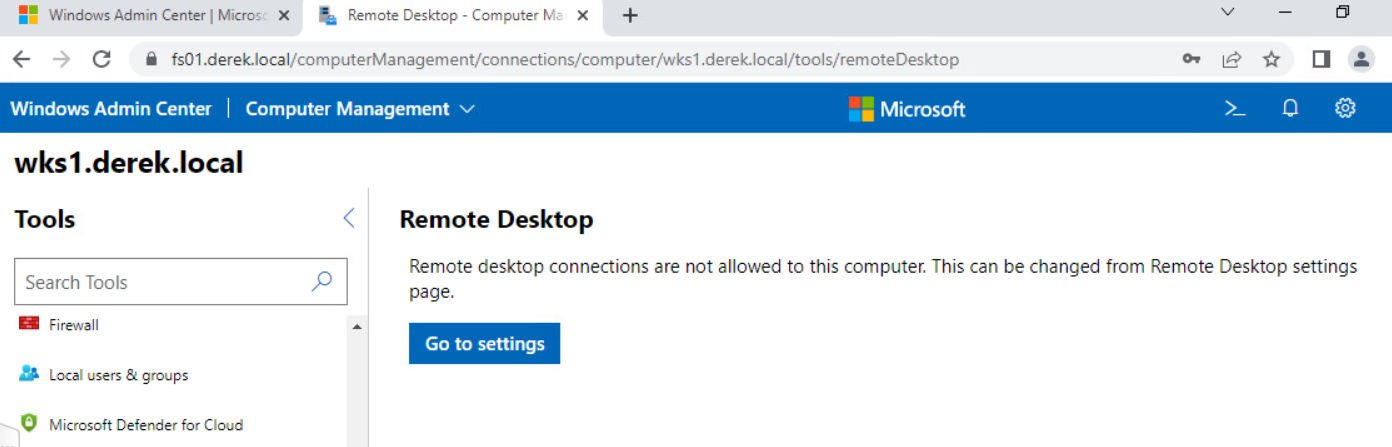 Windows Admin Center | Microsc
Remote Desktop - Computer Ma
fs01.derek.local/computerManagement/connections/computer/wks1.derek.local/tools/remoteDesktop
Windows Admin Center | Computer Management
Microsoft
wks1.derek.local
Tools
Search Tools
Firewall
Local users & groups
Microsoft Defender for Cloud
Remote Desktop
Remote desktop connections are not allowed to this computer. This can be changed from Remote Desktop settings
page.
Go to settings